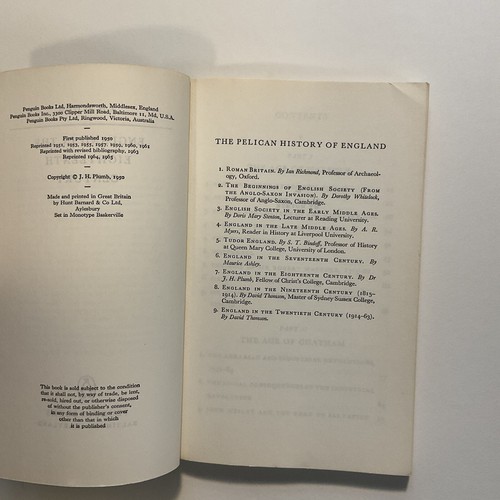 Penguin Books Ltd, Harmondsworth, Middlesex, England
Penguin Books Inc., 3300 Clipper Mill Road, Baltimore 11, Md, U.S.A.
Penguin Books Pty Ltd, Ringwood, Victoria, Australia
First published 1950
Reprinted 1951, 1953, 1955, 1957, 1959, 1960, 1961
Reprinted with revised bibliography, 1963
Reprinted 1964, 1965
Copyright © J. H. Plumb, 1950
Made and printed in Great Britain
by Hunt Barnard & Co Ltd,
Aylesbury
Set in Monotype Baskerville
This book is sold subject to the condition
that it shall not, by way of trade, be lent,
re-sold, hired out, or otherwise disposed
of without the publisher's consent,
in any form of binding or cover
other than that in which
it is published
THE PELICAN HISTORY OF ENGLAND
1. ROMAN BRITAIN. By Ian Richmond, Professor of Archaeol-
ogy, Oxford.
2. THE BEGINNINGS OF ENGLISH SOCIETY (FROM
THE ANGLO-SAXON INVASION). By Dorothy Whitelock,
Professor of Anglo-Saxon, Cambridge.
3. ENGLISH SOCIETY IN THE EARLY MIDDLE AGES.
By Doris Mary Stenton, Lecturer at Reading University.
4. ENGLAND IN THE LATE MIDDLE AGES. By A. R.
Myers, Reader in History at Liverpool University.
5. TUDOR ENGLAND. By S. T. Bindoff, Professor of History
at Queen Mary College, University of London.
6. ENGLAND IN THE SEVENTEENTH CENTURY. By
Maurice Ashley.
7. ENGLAND IN THE EIGHTEENTH CENTURY. By Dr
J. H. Plumb, Fellow of Christ's College, Cambridge.
8. ENGLAND IN THE NINETEENTH CENTURY (1815-
1914). By David Thomson, Master of Sydney Sussex College,
Cambridge.
9. ENGLAND IN THE TWENTIETH CENTURY (1914-63).
By David Thomson.